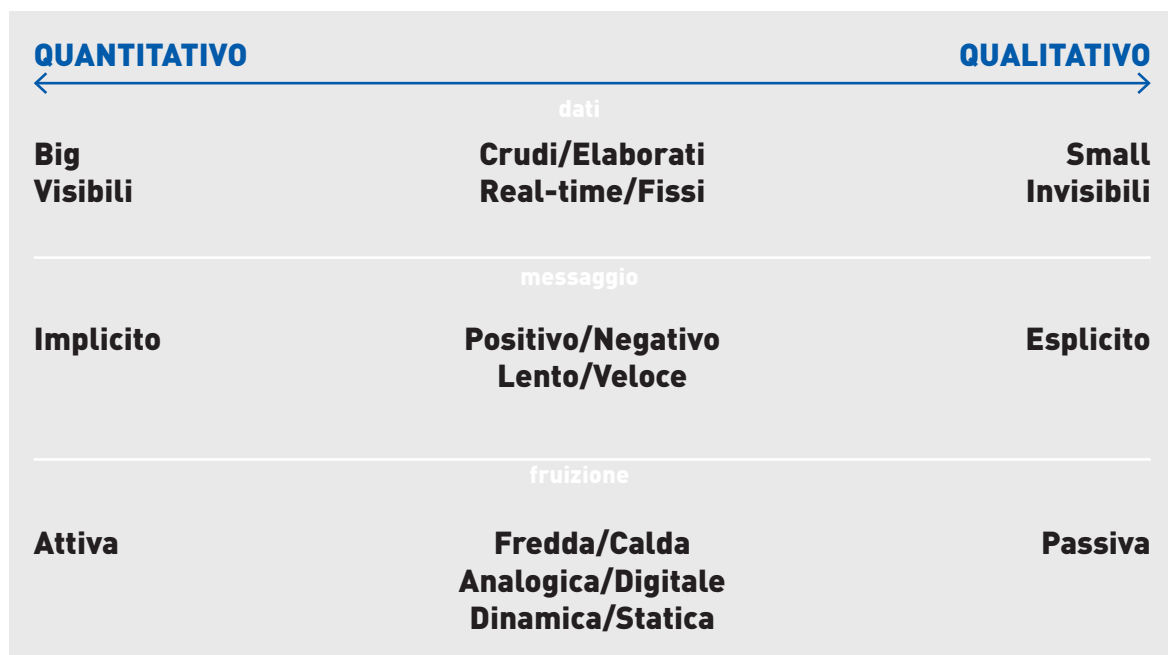 QUANTITATIVO QUALITATIVO
dati
Big Crudi/Elaborati Small
Visibili Real-time/Fissi Invisibili
messaggio
Implicito Positivo/Negativo Esplicito
Lento/Veloce
fruizione
Attiva Fredda/Calda Passiva
Analogica/Digitale
Dinamica/Statica